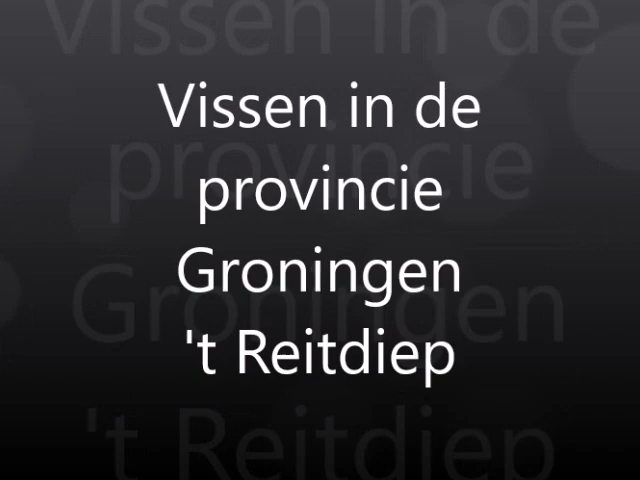 Vissen in de
provincie
Groningen
't Reitdiep